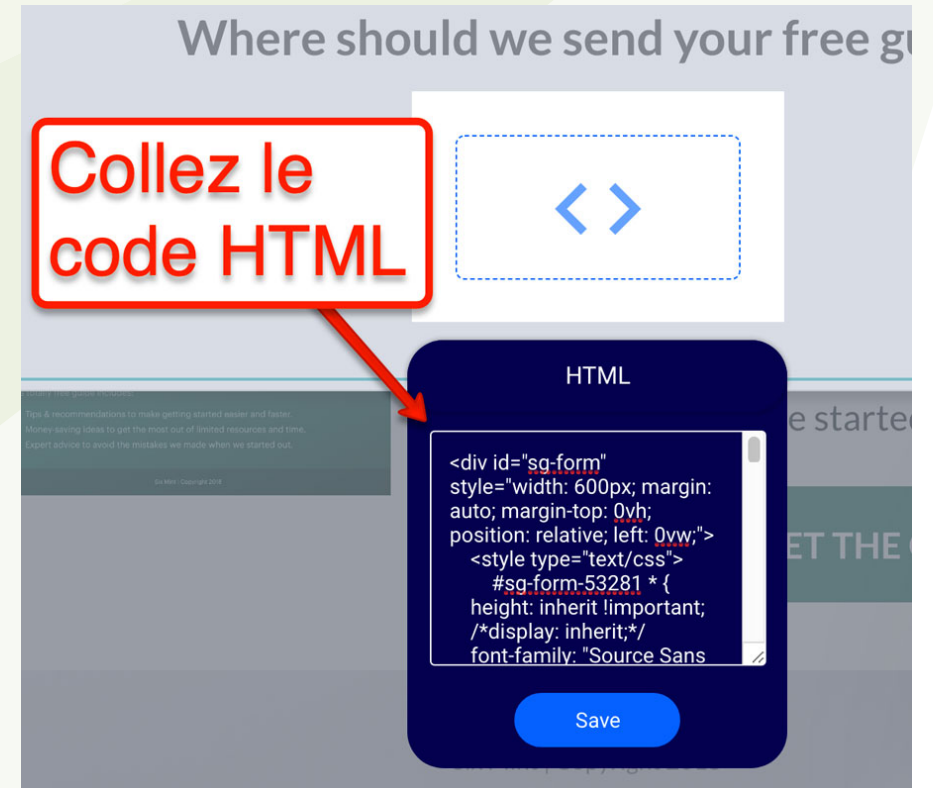 Where should we send your free gu
Collez le
code HTML
HTML
Tips & recommendations to make getting started easier and faster.
Money-saving ideas to get the most out of limited resources and time.
Expert advice to avoid the mistakes we made when we started out.
e started
<div id="sg-form"
style="width: 600px; margin:
auto; margin-top: 0vh;
position: relative; left: 0vw;">
<style type="text/css">
#sg-form-53281 * {
height: inherit !important;
/*display: inherit;*/
font-family: "Source Sans
ET THE
Save